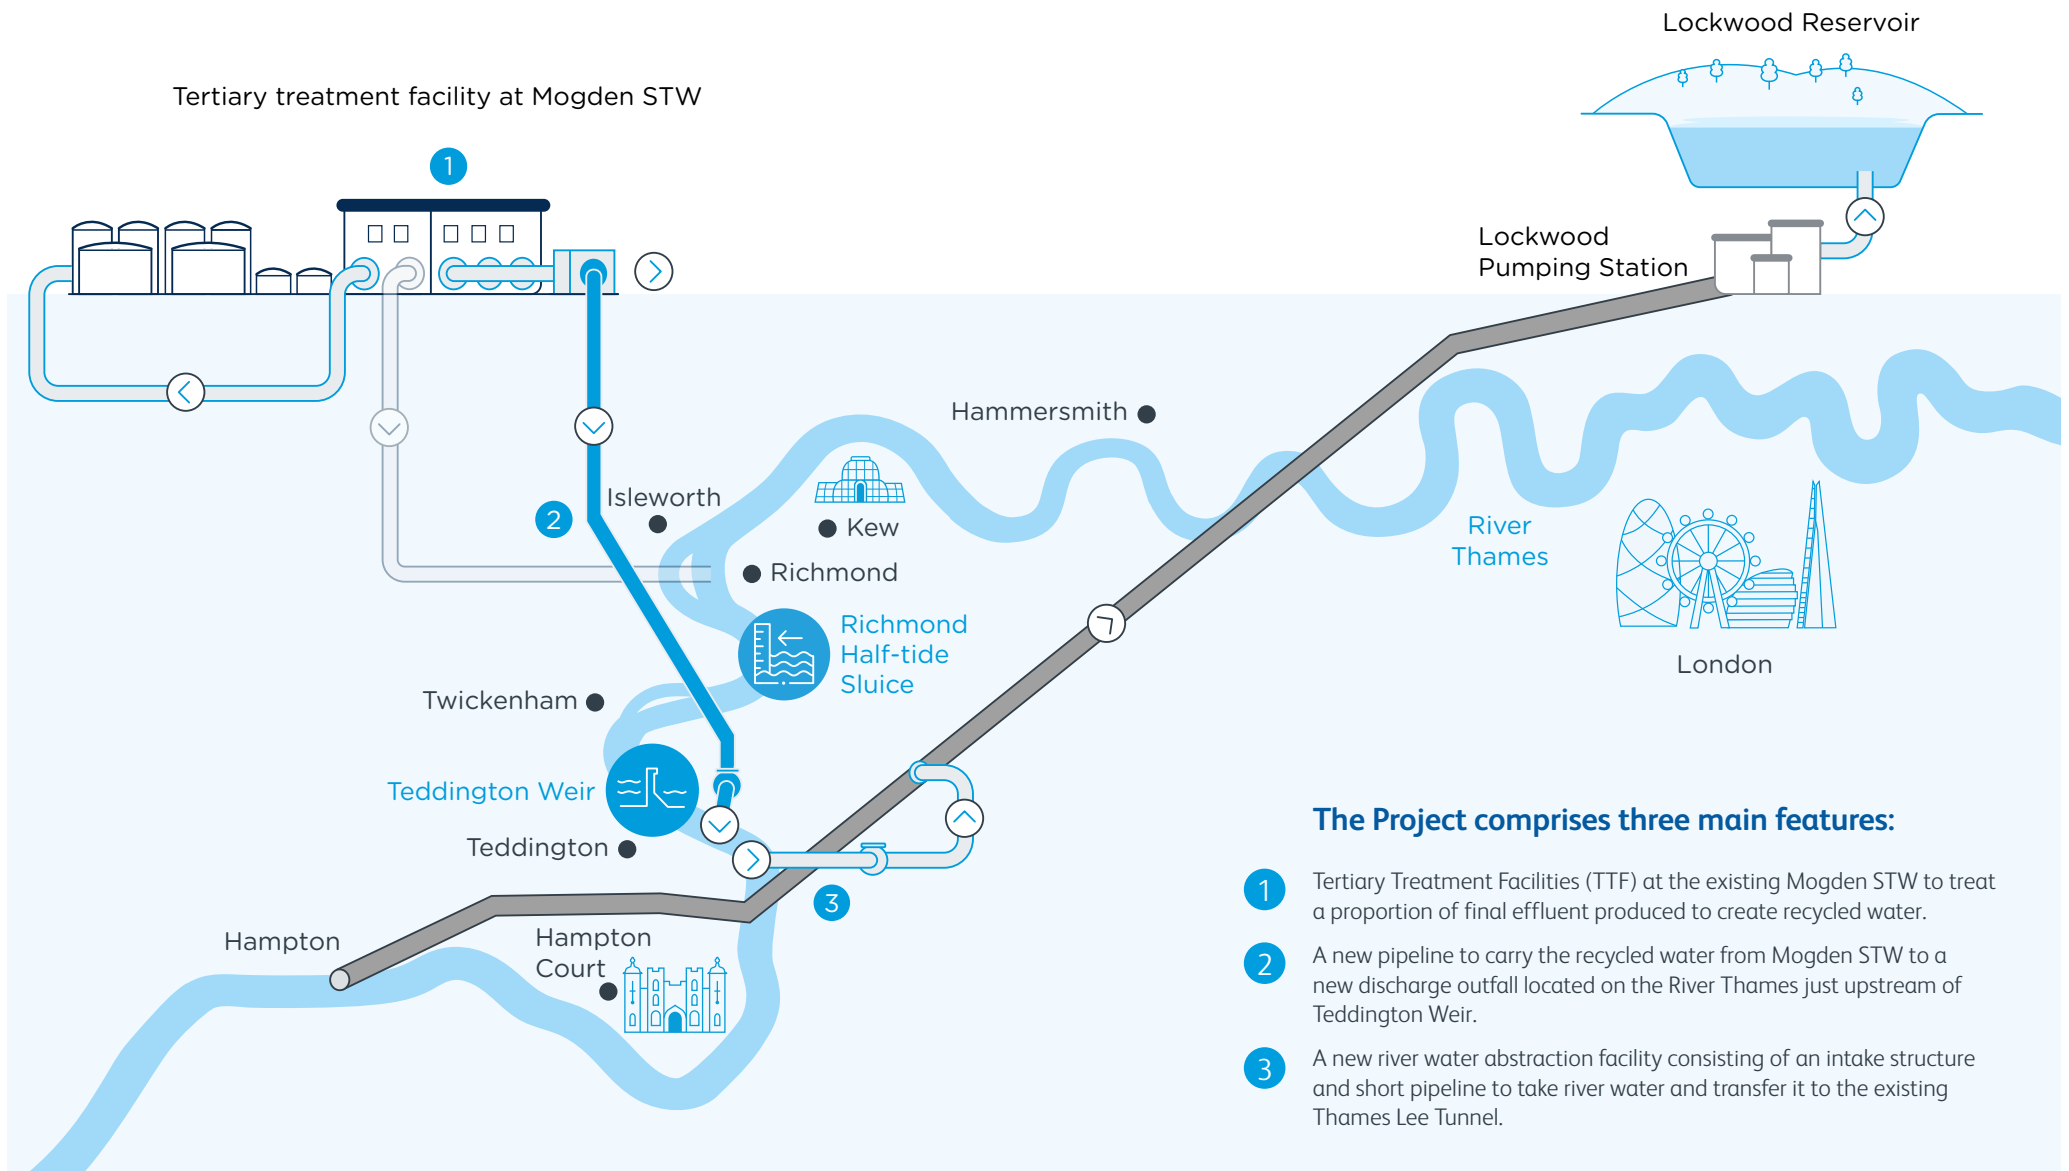 Lockwood Reservoir
Tertiary treatment facility at Mogden STW
1
Lockwood
Pumping Station
Hammersmith
Isleworth
2
Kew
River
Thames
Richmond
Richmond
Half-tide
Sluice
London
Twickenham
Teddington Weir
Teddington
3
Hampton
Hampton
Court
The Project comprises three main features:
1
Tertiary Treatment Facilities (TTF) at the existing Mogden STW to treat
a proportion of final effluent produced to create recycled water.
2
A new pipeline to carry the recycled water from Mogden STW to a
new discharge outfall located on the River Thames just upstream of
Teddington Weir.
3
A new river water abstraction facility consisting of an intake structure
and short pipeline to take river water and transfer it to the existing
Thames Lee Tunnel.